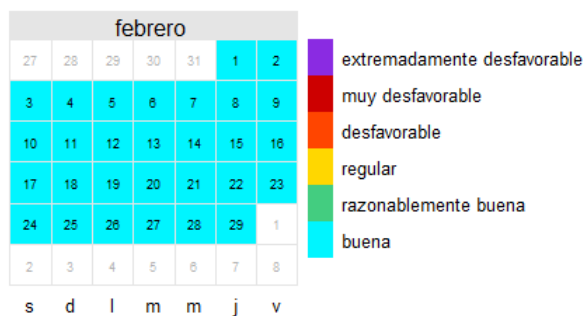 febrero
27 28 29 30 31 1 2
3 4 5 6 7 8 9
10 11 12 13 14 15 16
17 18 19 20 21 22 23
24 25 26 27 28 29 1
2 3 4 5 6 7 8
s d l m m j v
extremadamente desfavorable
muy desfavorable
desfavorable
regular
razonablemente buena
buena